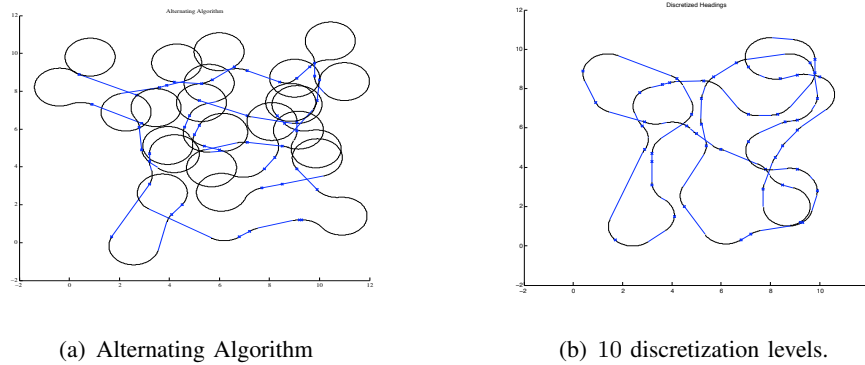 Alternating Algorithm
12
10
8
6
4
2
0
−2
−2 0 2 4 6 8 10 12
(a) Alternating Algorithm
Discretized Headings
12
10
8
6
4
2
0
−2
−2 0 2 4 6 8 10
(b) 10 discretization levels.